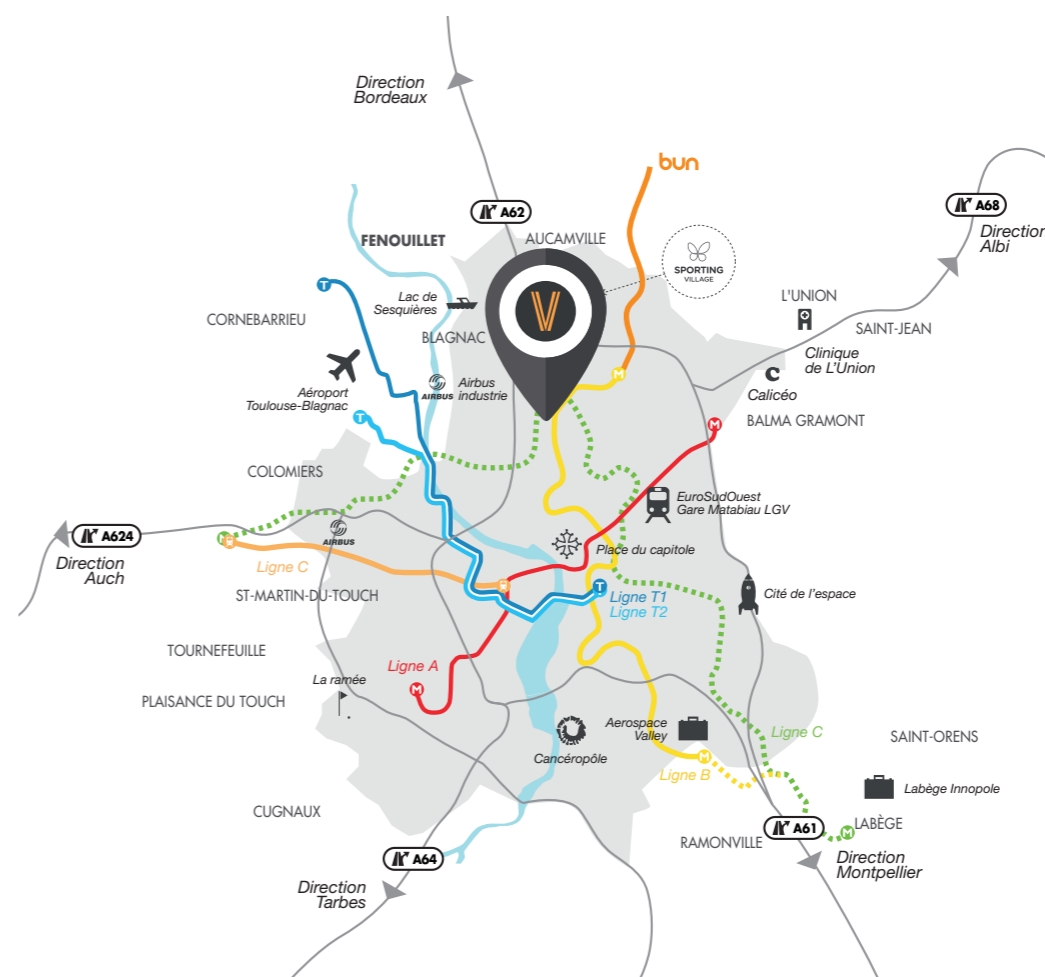 Direction
Bordeaux
bun
A62
A68
Direction
Albi
AUCAMVILLE
FENOUILLET
SPORTING
VILLAGE
T
Lac de
Sesquières
L'UNION
CORNEBARRIEU
BLAGNAC
SAINT-JEAN
Clinique
de L'Union
Aéroport
Toulouse-Blagnac
AIRBUS
Airbus
industrie
M
C
Calicéo
T
M
BALMA GRAMONT
COLOMIERS
EuroSudOuest
Gare Matabiau LGV
A624
M
AIRBUS
Place du capitole
Direction
Auch
Ligne C
T
Ligne T1
Ligne T2
Cité de l'espace
ST-MARTIN-DU-TOUCH
TOURNEFEUILLE
Ligne A
La ramée
M
PLAISANCE DU TOUCH
Aerospace
Valley
Ligne C
SAINT-ORENS
Cancéropôle
M
Ligne B
Labège Innopole
CUGNAUX
RAMONVILLE
A61
M
LABÈGE
A64
Direction
Montpellier
Direction
Tarbes